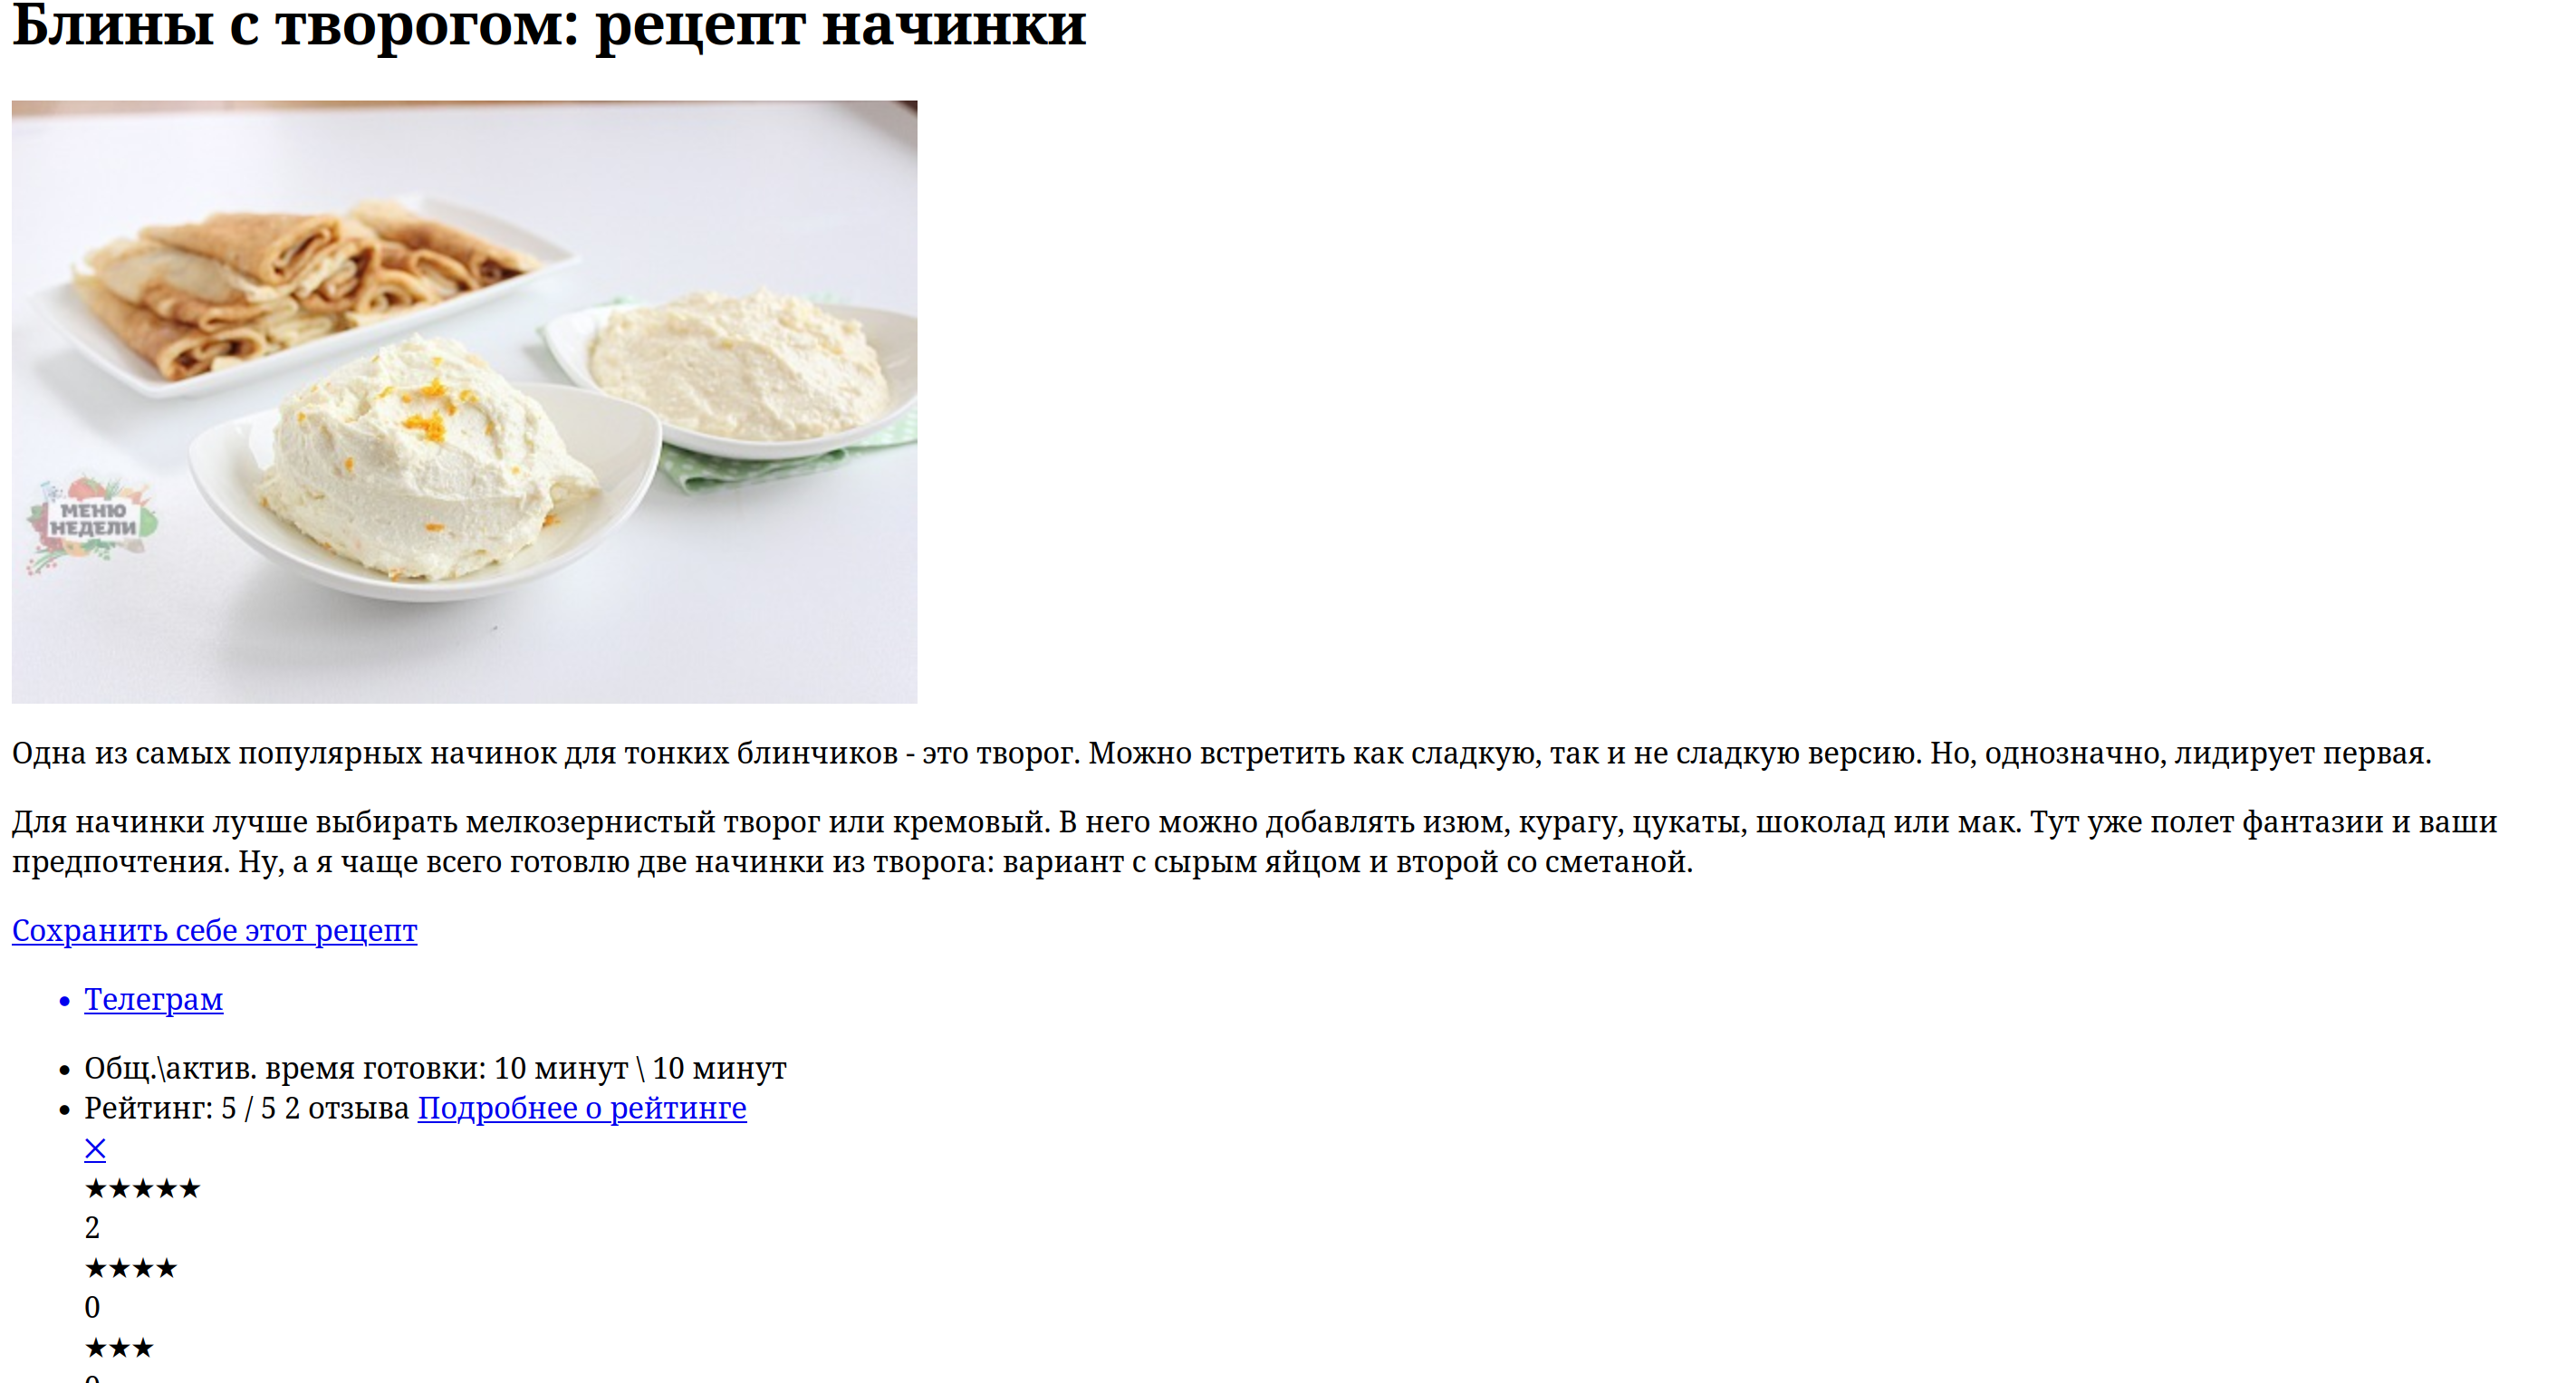 Блины с творогом: рецепт начинки
МЕНЮ
НЕДЕЛИ
Одна из самых популярных начинок для тонких блинчиков - это творог. Можно встретить как сладкую, так и не сладкую версию. Но, однозначно, лидирует первая.
Для начинки лучше выбирать мелкозернистый творог или кремовый. В него можно добавлять изюм, курагу, цукаты, шоколад или мак. Тут уже полет фантазии и ваши
предпочтения. Ну, а я чаще всего готовлю две начинки из творога: вариант с сырым яйцом и второй со сметаной.
Сохранить себе этот рецепт
• Телеграм
• Общ.\актив. время готовки: 10 минут \ 10 минут
• Рейтинг: 5 / 5 2 отзыва Подробнее о рейтинге
×
★★★★★
2
★★★★
0
★★★